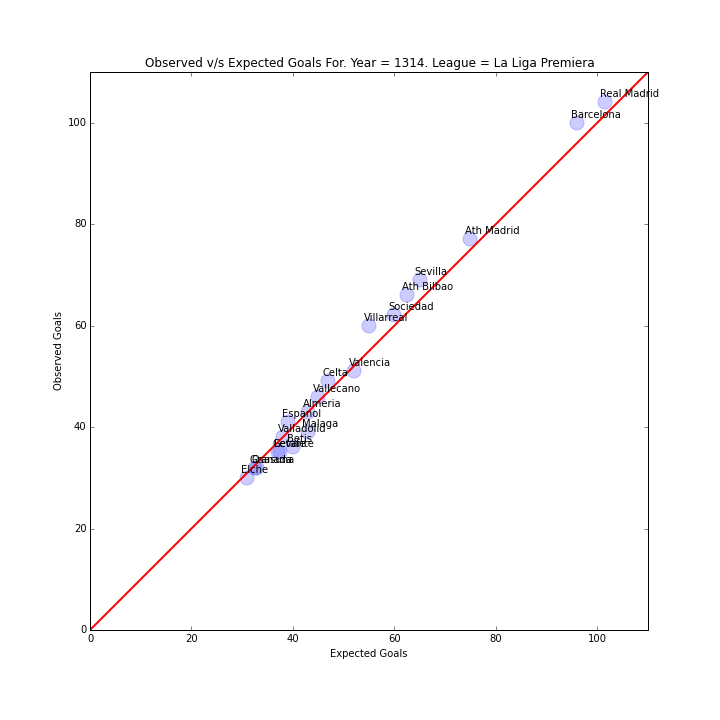 Observed v/s Expected Goals For. Year = 1314. League = La Liga Premiera
Real Madrid
Barcelona
100
Ath Madrid
80
Sevilla
Ath Bilbao
Sociedad
Villarreal
60
Observed Goals
Valencia
Celta
Vallecano
Almeria
Espanol
Malaga
40
Valladolid
Betis
Elche
20
0
0 20 40 60 80 100
Expected Goals